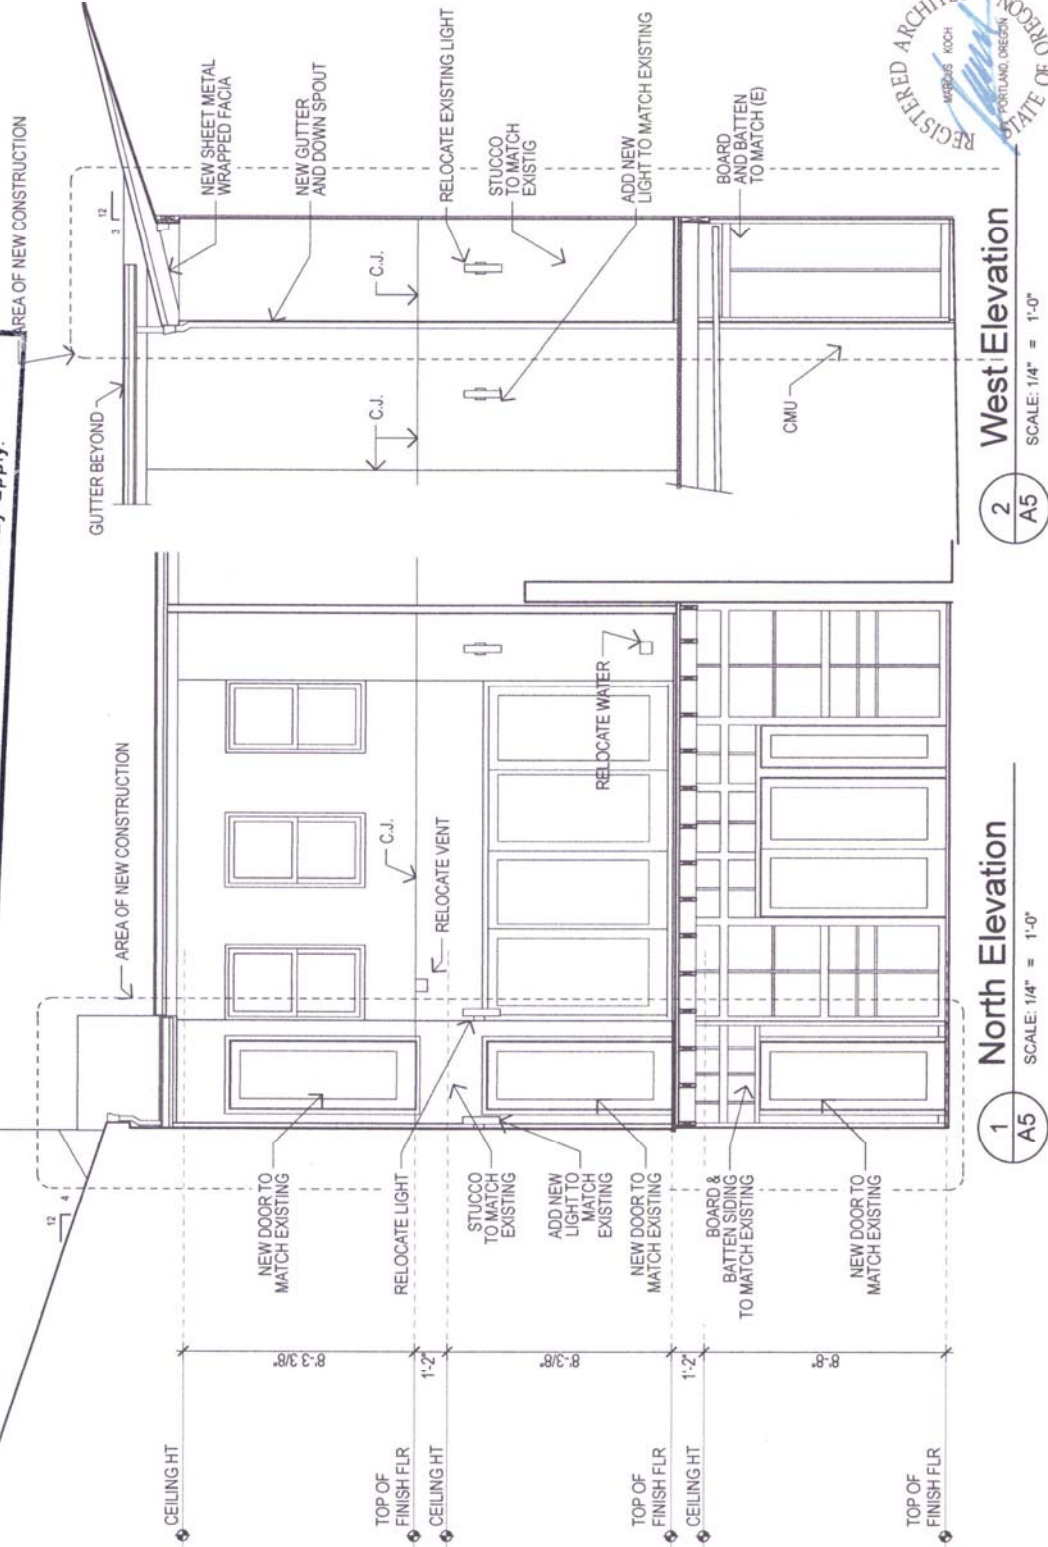 y apply.
AREA OF NEW CONSTRUCTION
12
4
CEILING HT
TOP OF
FINISH FLR
CEILING HT
TOP OF
FINISH FLR
CEILING HT
TOP OF
FINISH FLR
8'-3 3/8"
1'-2"
8'-3/8"
1'-2"
8'-8"
NEW DOOR TO
MATCH EXISTING
RELOCATE LIGHT
STUCCO
TO MATCH
EXISTING
ADD NEW
LIGHT TO
MATCH
EXISTING
NEW DOOR TO
MATCH EXISTING
BOARD &
BATTEN SIDING
TO MATCH EXISTING
NEW DOOR TO
MATCH EXISTING
C.J.
RELOCATE VENT
RELOCATE WATER
1
A5
North Elevation
SCALE: 1/4" = 1'-0"
AREA OF NEW CONSTRUCTION
GUTTER BEYOND
12
3
NEW SHEET METAL
WRAPPED FACIA
NEW GUTTER
AND DOWN SPOUT
C.J.
C.J.
RELOCATE EXISTING LIGHT
STUCCO
TO MATCH
EXISTIG
ADD NEW
LIGHT TO MATCH EXISTING
BOARD
AND BATTEN
TO MATCH (E)
CMU
2
A5
West Elevation
SCALE: 1/4" = 1'-0"
REGISTERED ARCHI
MARCUS KOCH
PORTLAND, OREGON
STATE OF OREGON